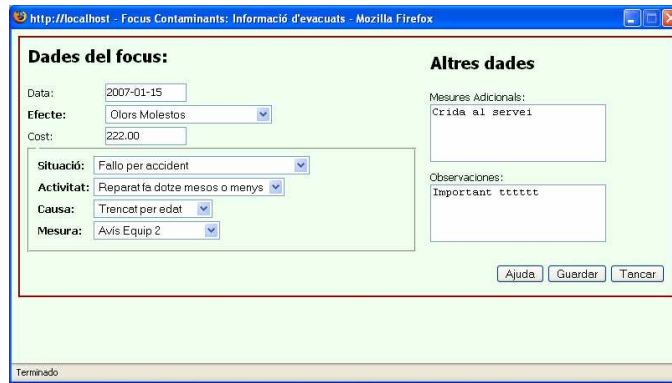 http://localhost - Focus Contaminants: Informació d'evacuats - Mozilla Firefox
Dades del focus:
Data: 2007-01-15
Efecte: Olors Molestos
Cost: 222.00
Situació: Fallo per accident
Activitat: Reparat fa dotze mesos o menys
Causa: Trencat per edat
Mesura: Avís Equip 2
Altres dades
Mesures Adicionals:
Crida al servei
Observaciones:
Important tttttt
Ajuda Guardar Tancar
Terminado